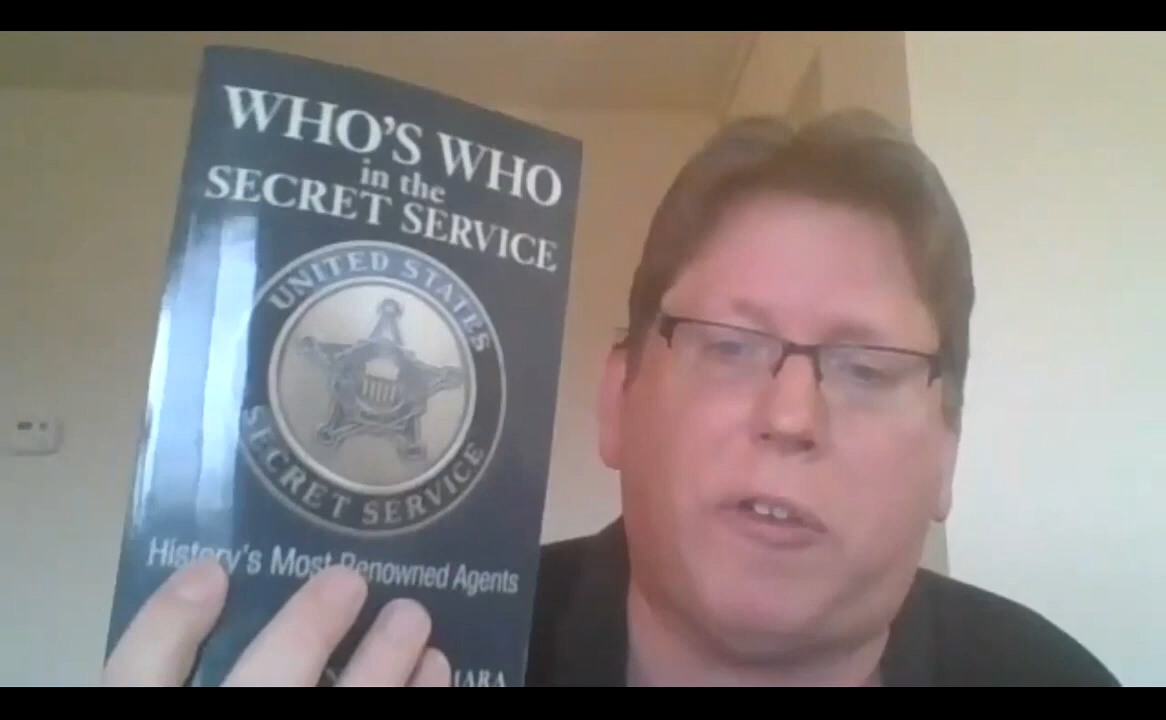 WHO'S WHO
in the
SECRET SERVICE
UNITED STATES
SECRET SERVICE
History's Most Renowned Agents